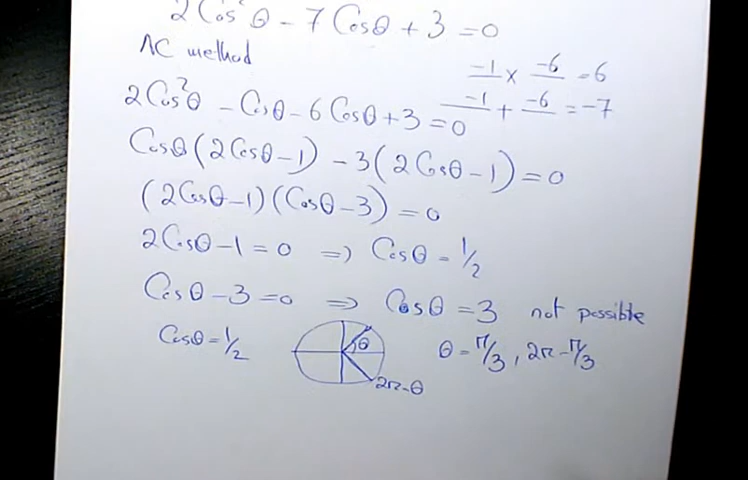 2Cos²θ - 7Cosθ + 3 = 0
AC method
-1 x -6 = 6
-1 + -6 = -7
2Cos²θ - Cosθ - 6Cosθ + 3 = 0
Cosθ(2Cosθ - 1) - 3(2Cosθ - 1) = 0
(2Cosθ - 1)(Cosθ - 3) = 0
2Cosθ - 1 = 0 => Cosθ = 1/2
Cosθ - 3 = 0 => Cosθ = 3 not possible
Cosθ = 1/2
θ
2π-θ
θ = π/3, 2π - π/3